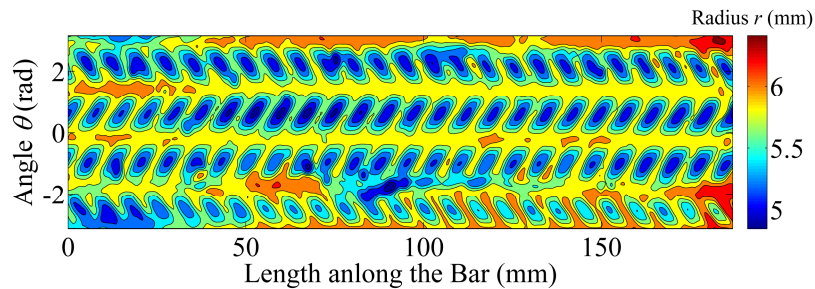 Radius r (mm)
2
0
-2
Angle θ (rad)
6
5.5
5
0 50 100 150
Length anlong the Bar (mm)